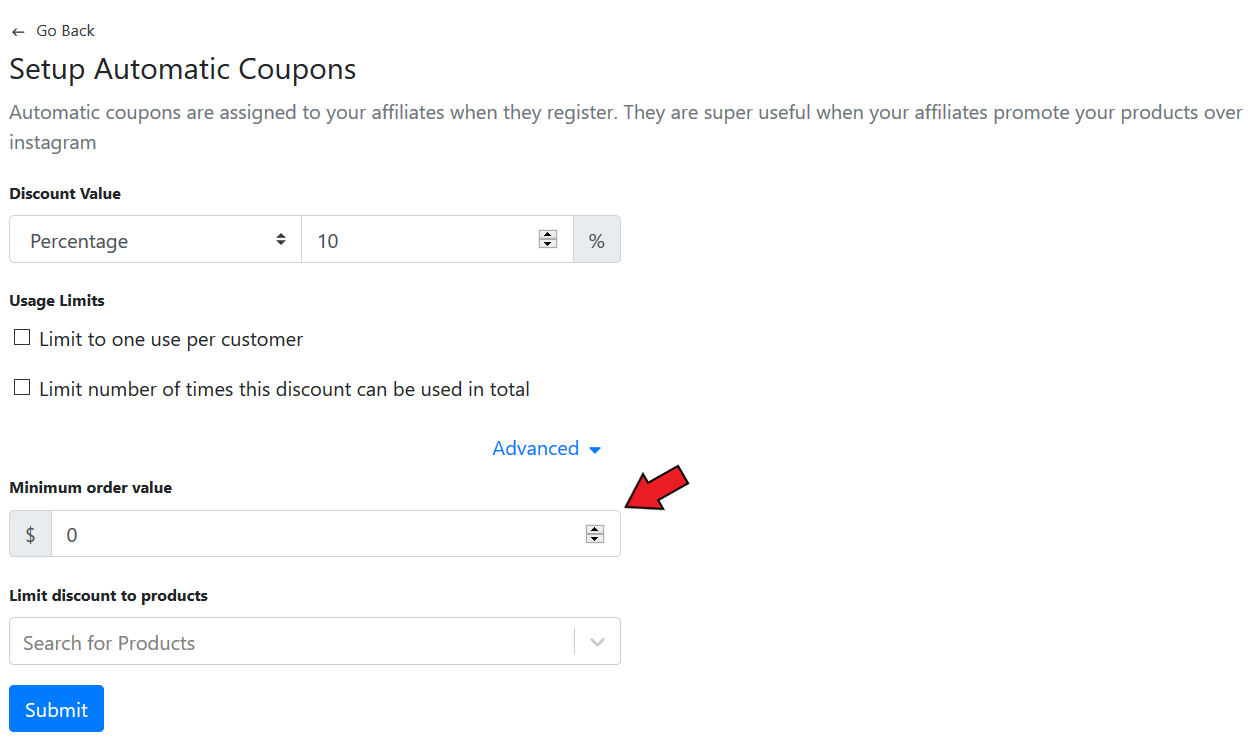 ← Go Back
Setup Automatic Coupons
Automatic coupons are assigned to your affiliates when they register. They are super useful when your affiliates promote your products over
instagram
Discount Value
Percentage 10 %
Usage Limits
Limit to one use per customer
Limit number of times this discount can be used in total
Advanced
Minimum order value
$ 0
Limit discount to products
Search for Products
Submit